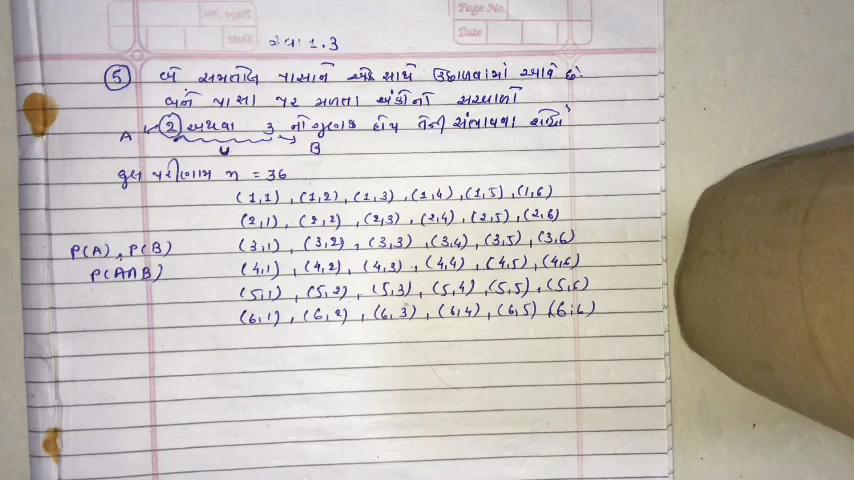 Page No.
Date
સ્વા 1.3
⑤ બે સમતોલ પાસાને એક સાથે ઉછાળવામાં આવે છે.
બંને પાસા પર મળતા અંકોનો સરવાળો
A ② અથવા 3 નો ગુણાક હોય તેની સંભાવના શોધો
U B
કુલ પરીણામ n = 36
(1,1) , (1,2) , (1,3) , (1,4) , (1,5) , (1,6)
(2,1) , (2,2) , (2,3) , (2,4) , (2,5) , (2,6)
P(A) , P(B) (3,1) , (3,2) , (3,3) , (3,4) , (3,5) , (3,6)
P(A∩B) (4,1) , (4,2) , (4,3) , (4,4) , (4,5) , (4,6)
(5,1) , (5,2) , (5,3) , (5,4) , (5,5) , (5,6)
(6,1) , (6,2) , (6,3) , (6,4) , (6,5) (6,6)